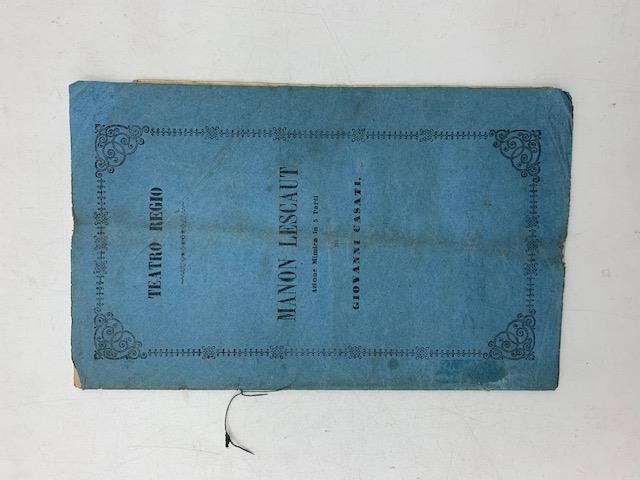 TEATRO REGIO
MANON LESCAUT
Azione Mimica in 5 Parti
DI
GIOVANNI CASATI.